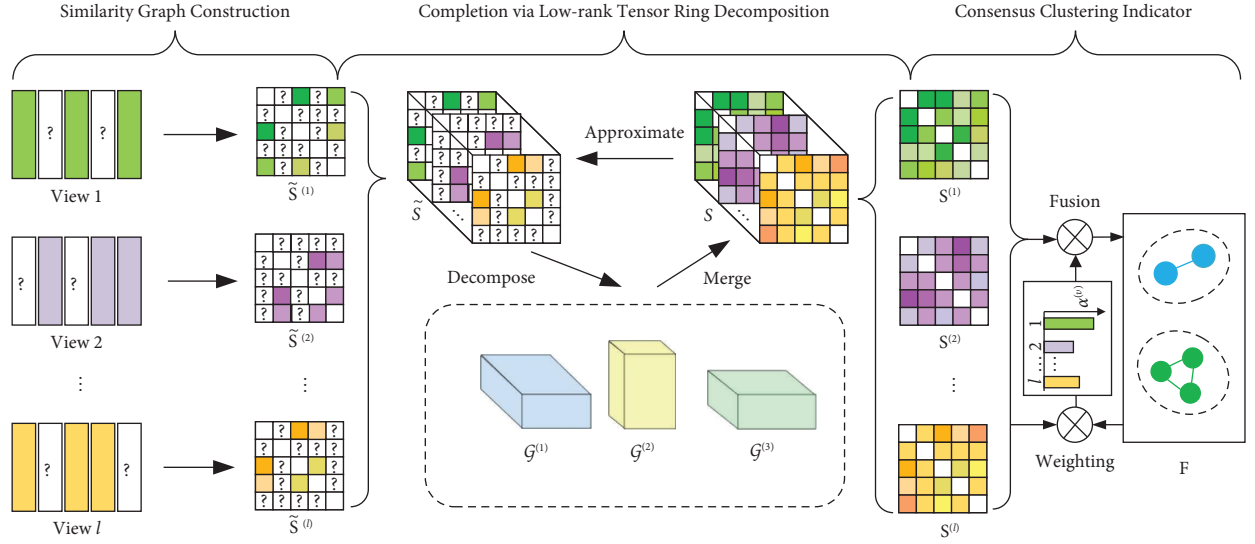 Similarity Graph Construction
Completion via Low-rank Tensor Ring Decomposition
Consensus Clustering Indicator
? ?
View 1
? ? ?
? ? ? ? ?
? ? ?
? ? ? ? ?
? ?
S̃ (1)
? ?
View 2
? ? ? ? ?
? ? ?
? ? ? ? ?
? ?
? ?
S̃ (2)
⋮
? ?
View l
? ?
? ? ? ? ?
? ?
? ?
? ? ? ? ?
S̃ (l)
S̃
...
Approximate
S
...
Decompose
Merge
G(1)
G(2)
G(3)
S(1)
S(2)
⋮
S(l)
Fusion
α(v)
1
2
...
l
Weighting
F